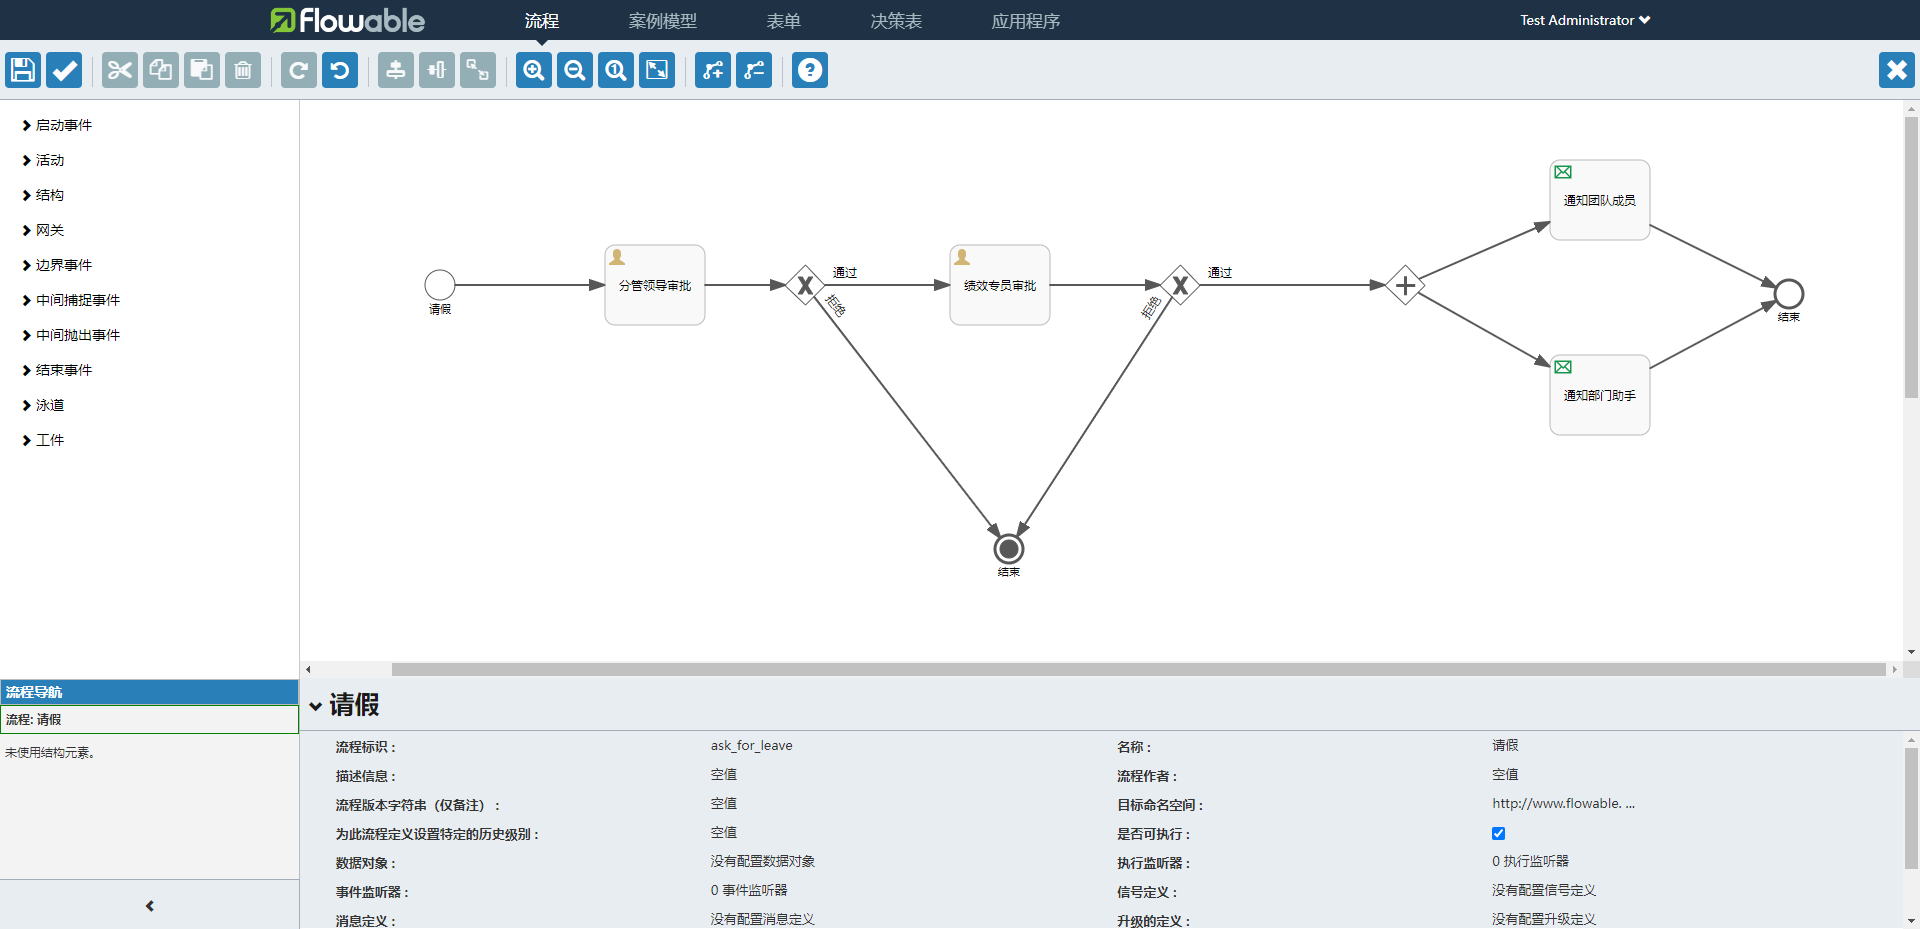 flowable 流程 案例模型 表单 决策表 应用程序 Test Administrator
启动事件
活动
结构
网关
边界事件
中间捕捉事件
中间抛出事件
结束事件
泳道
工件
请假
分管领导审批
通过
拒绝
绩效专员审批
通过
拒绝
通知团队成员
通知部门助手
结束
结束
流程导航
流程: 请假
未使用结构元素。
请假
流程标识 : ask_for_leave 名称 : 请假
描述信息 : 空值 流程作者 : 空值
流程版本字符串（仅备注） : 空值 目标命名空间 : http://www.flowable. ...
为此流程定义设置特定的历史级别 : 空值 是否可执行 :
数据对象 : 没有配置数据对象 执行监听器 : 0 执行监听器
事件监听器 : 0 事件监听器 信号定义 : 没有配置信号定义
消息定义 : 没有配置消息定义 升级的定义 : 没有配置升级定义